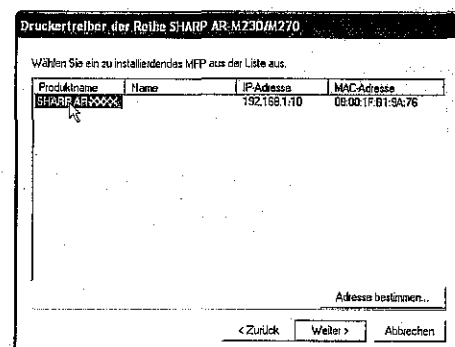 Druckertreiber der Reihe SHARP AR-M230/M270
Wählen Sie ein zu installierdendes MFP aus der Liste aus.
Produktname Name IP-Adresse MAC-Adresse
SHARP AR-XXXX 192.168.1.10 08:00:1F:B1:9A:76
Adresse bestimmen...
< Zurück Weiter > Abbrechen